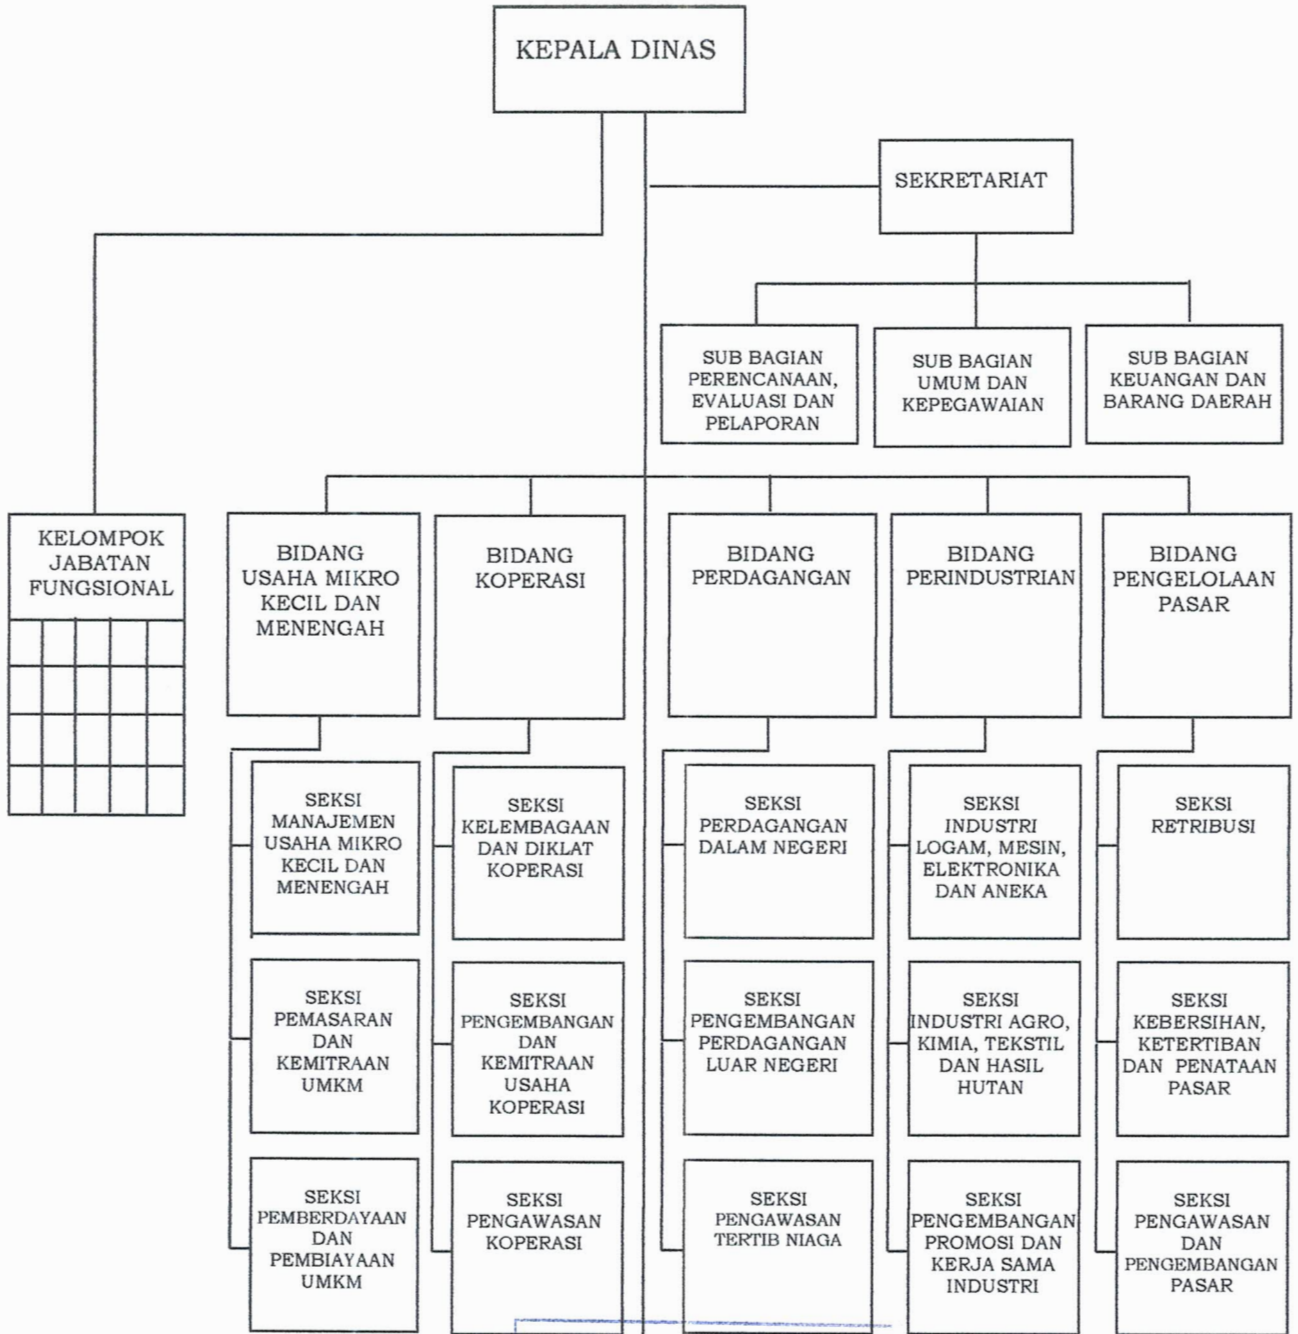 KEPALA DINAS
SEKRETARIAT
SUB BAGIAN
PERENCANAAN,
EVALUASI DAN
PELAPORAN
SUB BAGIAN
UMUM DAN
KEPEGAWAIAN
SUB BAGIAN
KEUANGAN DAN
BARANG DAERAH
KELOMPOK
JABATAN
FUNGSIONAL
BIDANG
USAHA MIKRO
KECIL DAN
MENENGAH
BIDANG
KOPERASI
BIDANG
PERDAGANGAN
BIDANG
PERINDUSTRIAN
BIDANG
PENGELOLAAN
PASAR
SEKSI
MANAJEMEN
USAHA MIKRO
KECIL DAN
MENENGAH
SEKSI
KELEMBAGAAN
DAN DIKLAT
KOPERASI
SEKSI
PERDAGANGAN
DALAM NEGERI
SEKSI
INDUSTRI
LOGAM, MESIN,
ELEKTRONIKA
DAN ANEKA
SEKSI
RETRIBUSI
SEKSI
PEMASARAN
DAN
KEMITRAAN
UMKM
SEKSI
PENGEMBANGAN
DAN
KEMITRAAN
USAHA
KOPERASI
SEKSI
PENGEMBANGAN
PERDAGANGAN
LUAR NEGERI
SEKSI
INDUSTRI AGRO,
KIMIA, TEKSTIL
DAN HASIL
HUTAN
SEKSI
KEBERSIHAN,
KETERTIBAN
DAN PENATAAN
PASAR
SEKSI
PEMBERDAYAAN
DAN
PEMBIAYAAN
UMKM
SEKSI
PENGAWASAN
KOPERASI
SEKSI
PENGAWASAN
TERTIB NIAGA
SEKSI
PENGEMBANGAN
PROMOSI DAN
KERJA SAMA
INDUSTRI
SEKSI
PENGAWASAN
DAN
PENGEMBANGAN
PASAR